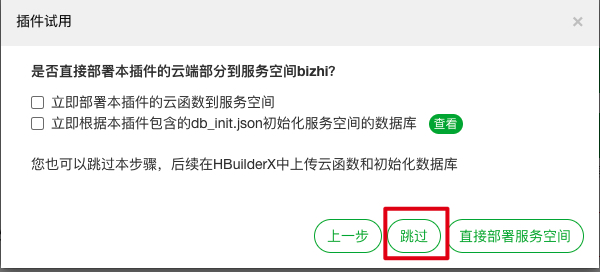 插件试用
×
是否直接部署本插件的云端部分到服务空间bizhi?
立即部署本插件的云函数到服务空间
立即根据本插件包含的db_init.json初始化服务空间的数据库 查看
您也可以跳过本步骤，后续在HBuilderX中上传云函数和初始化数据库
上一步 跳过 直接部署服务空间